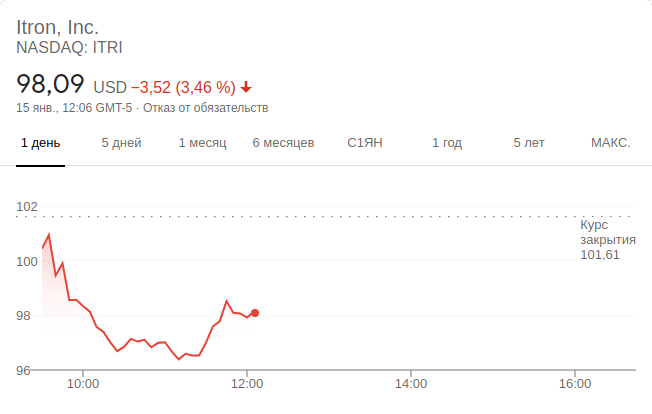 Itron, Inc.
NASDAQ: ITRI
98,09 USD −3,52 (3,46 %)
15 янв., 12:06 GMT-5 · Отказ от обязательств
1 день 5 дней 1 месяц 6 месяцев С1ЯН 1 год 5 лет МАКС.
102
Курс
закрытия
101,61
100
98
96
10:00 12:00 14:00 16:00